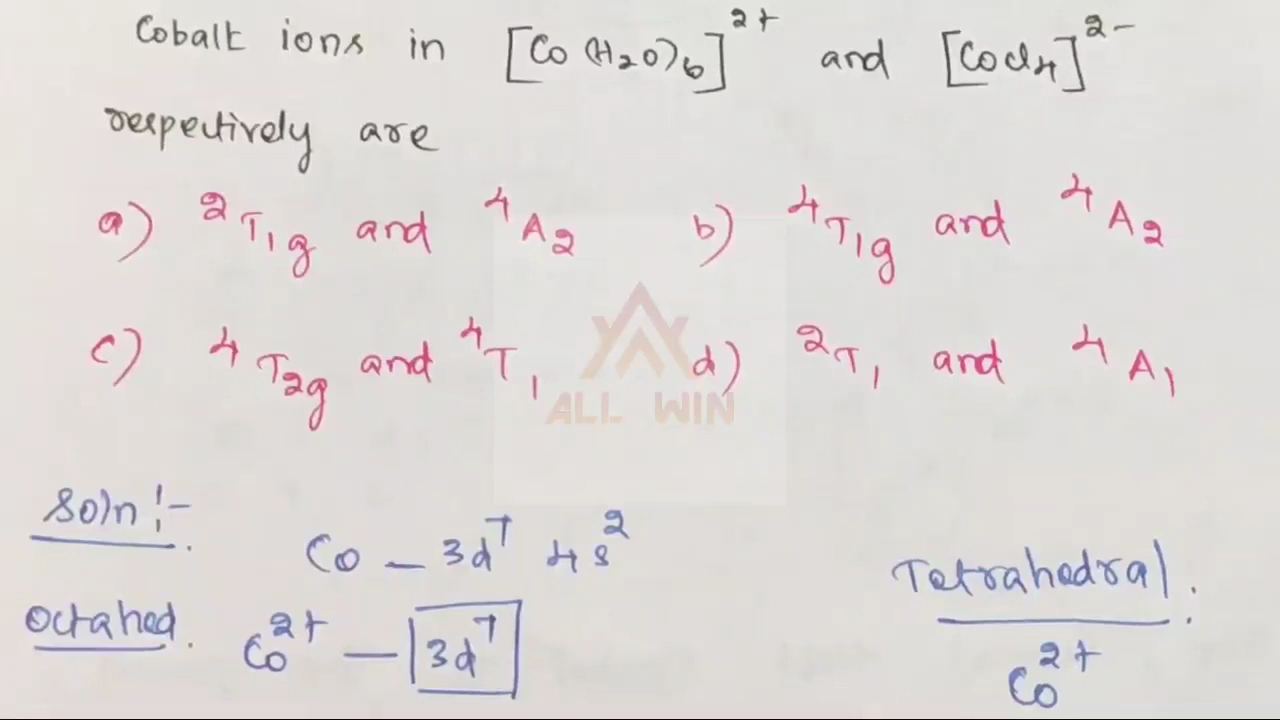 Cobalt ions in [Co(H₂O)₆]²⁺ and [CoCl₄]²⁻
respectively are
a) ²T₁g and ⁴A₂ b) ⁴T₁g and ⁴A₂
c) ⁴T₂g and ⁴T₁ d) ²T₁ and ⁴A₁
ALL WIN
Soln :-
Co – 3d⁷ 4s²
Tetrahedral :
Octahed. Co²⁺ – 3d⁷
Co²⁺